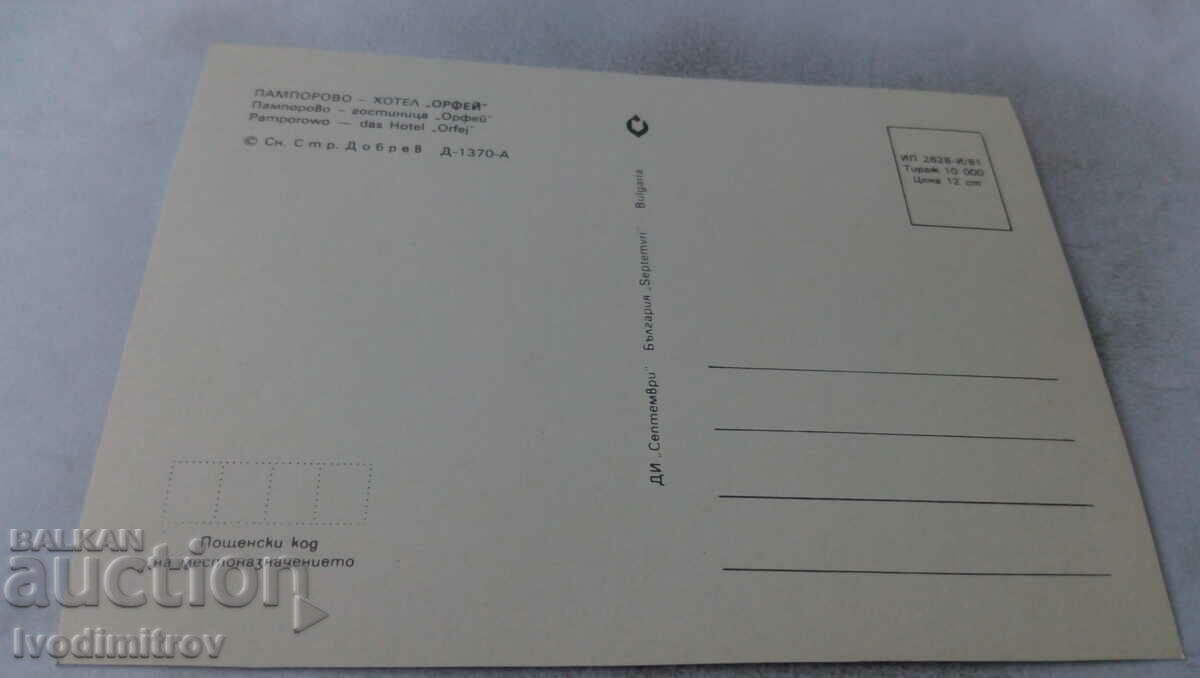 ПАМПОРОВО – ХОТЕЛ „ОРФЕЙ"
Пампорово – гостиница „Орфей"
Pamporowo — das Hotel „Orfej"
© Сн. Стр. Добрев Д-1370-А
ДИ „Септември" България „Septemvri" Bulgaria
ИП 2628-И/81
Тираж 10 000
Цена 12 ст
Пощенски код
на местоназначението
BALKAN
auction
Ivodimitrov